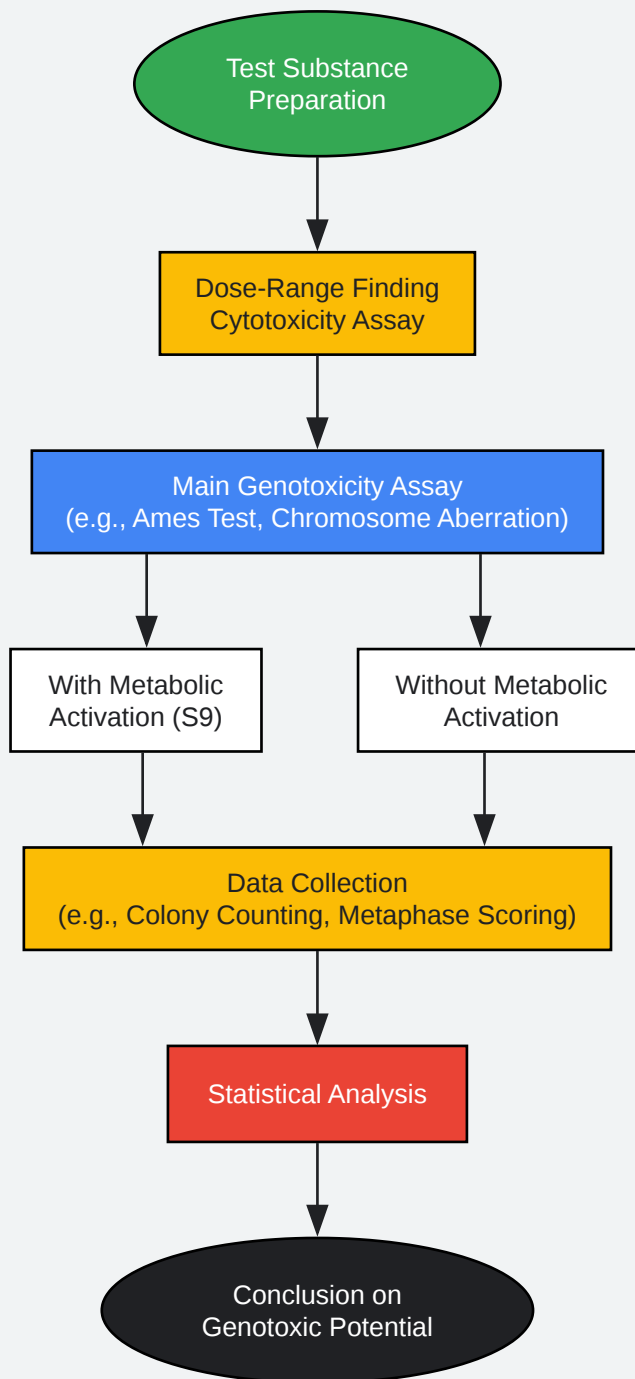 Test Substance
Preparation
Dose-Range Finding
Cytotoxicity Assay
Main Genotoxicity Assay
(e.g., Ames Test, Chromosome Aberration)
With Metabolic
Activation (S9)
Without Metabolic
Activation
Data Collection
(e.g., Colony Counting, Metaphase Scoring)
Statistical Analysis
Conclusion on
Genotoxic Potential